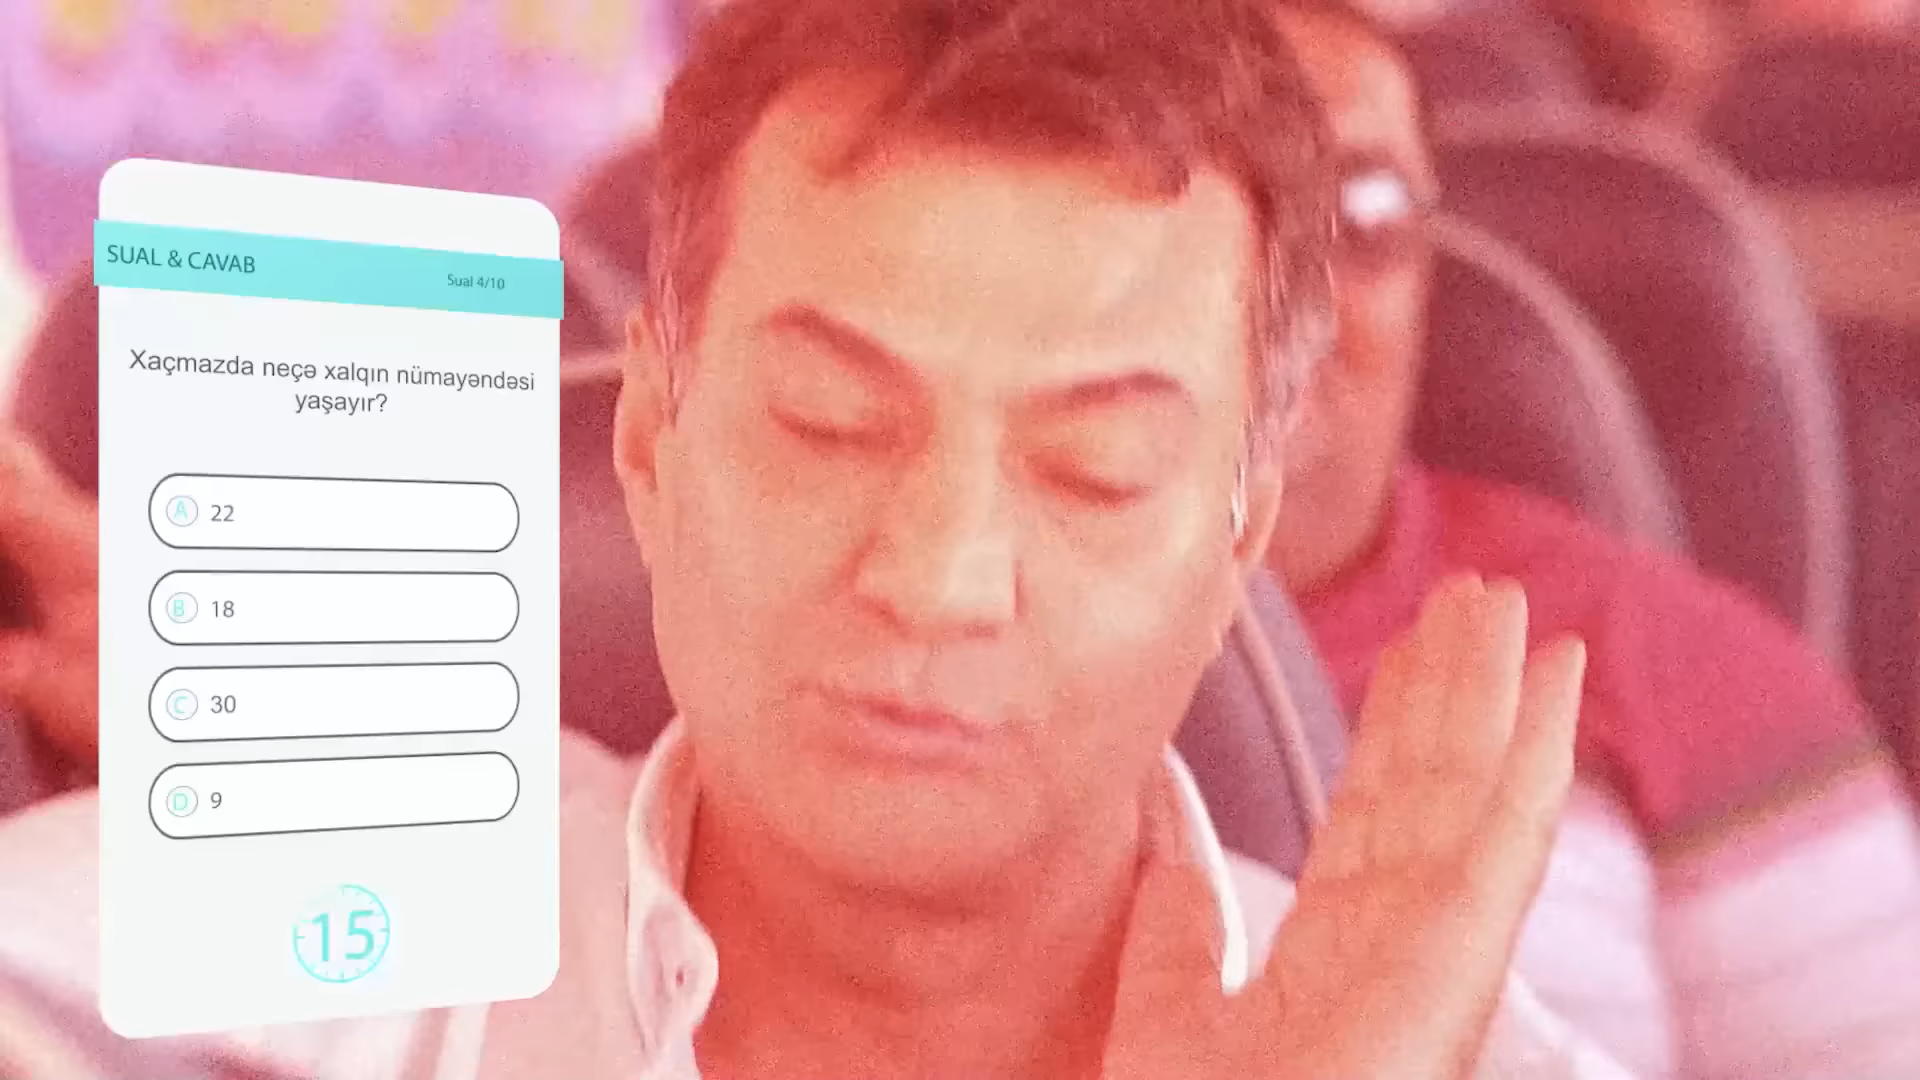 SUAL & CAVAB
Sual 4/10
Xaçmazda neçə xalqın nümayəndəsi
yaşayır?
A 22
B 18
C 30
D 9
15